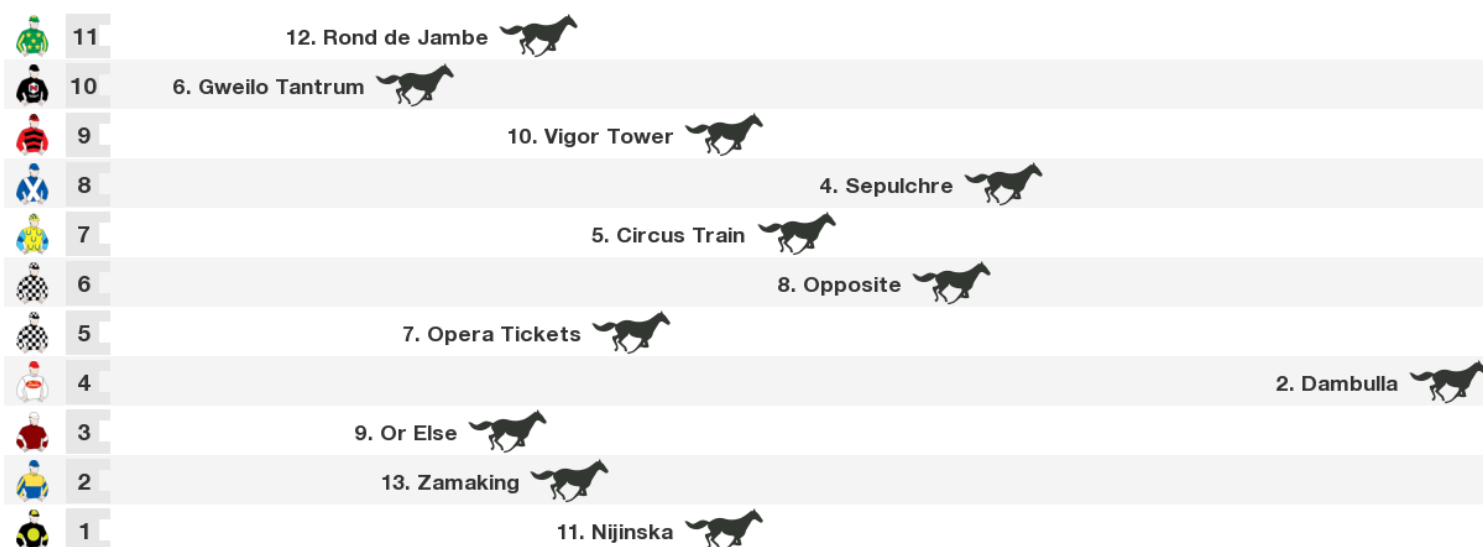 11 12. Rond de Jambe
10 6. Gweilo Tantrum
9 10. Vigor Tower
8 4. Sepulchre
7 5. Circus Train
6 8. Opposite
5 7. Opera Tickets
4 2. Dambulla
3 9. Or Else
2 13. Zamaking
1 11. Nijinska